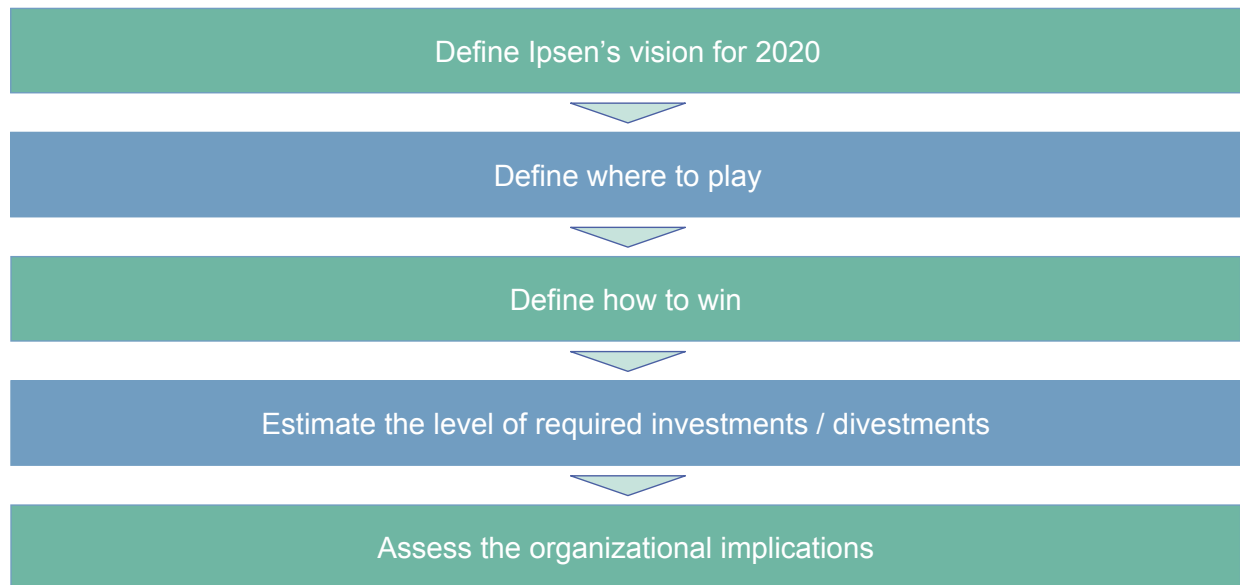 Define Ipsen’s vision for 2020
Define where to play
Define how to win
Estimate the level of required investments / divestments
Assess the organizational implications